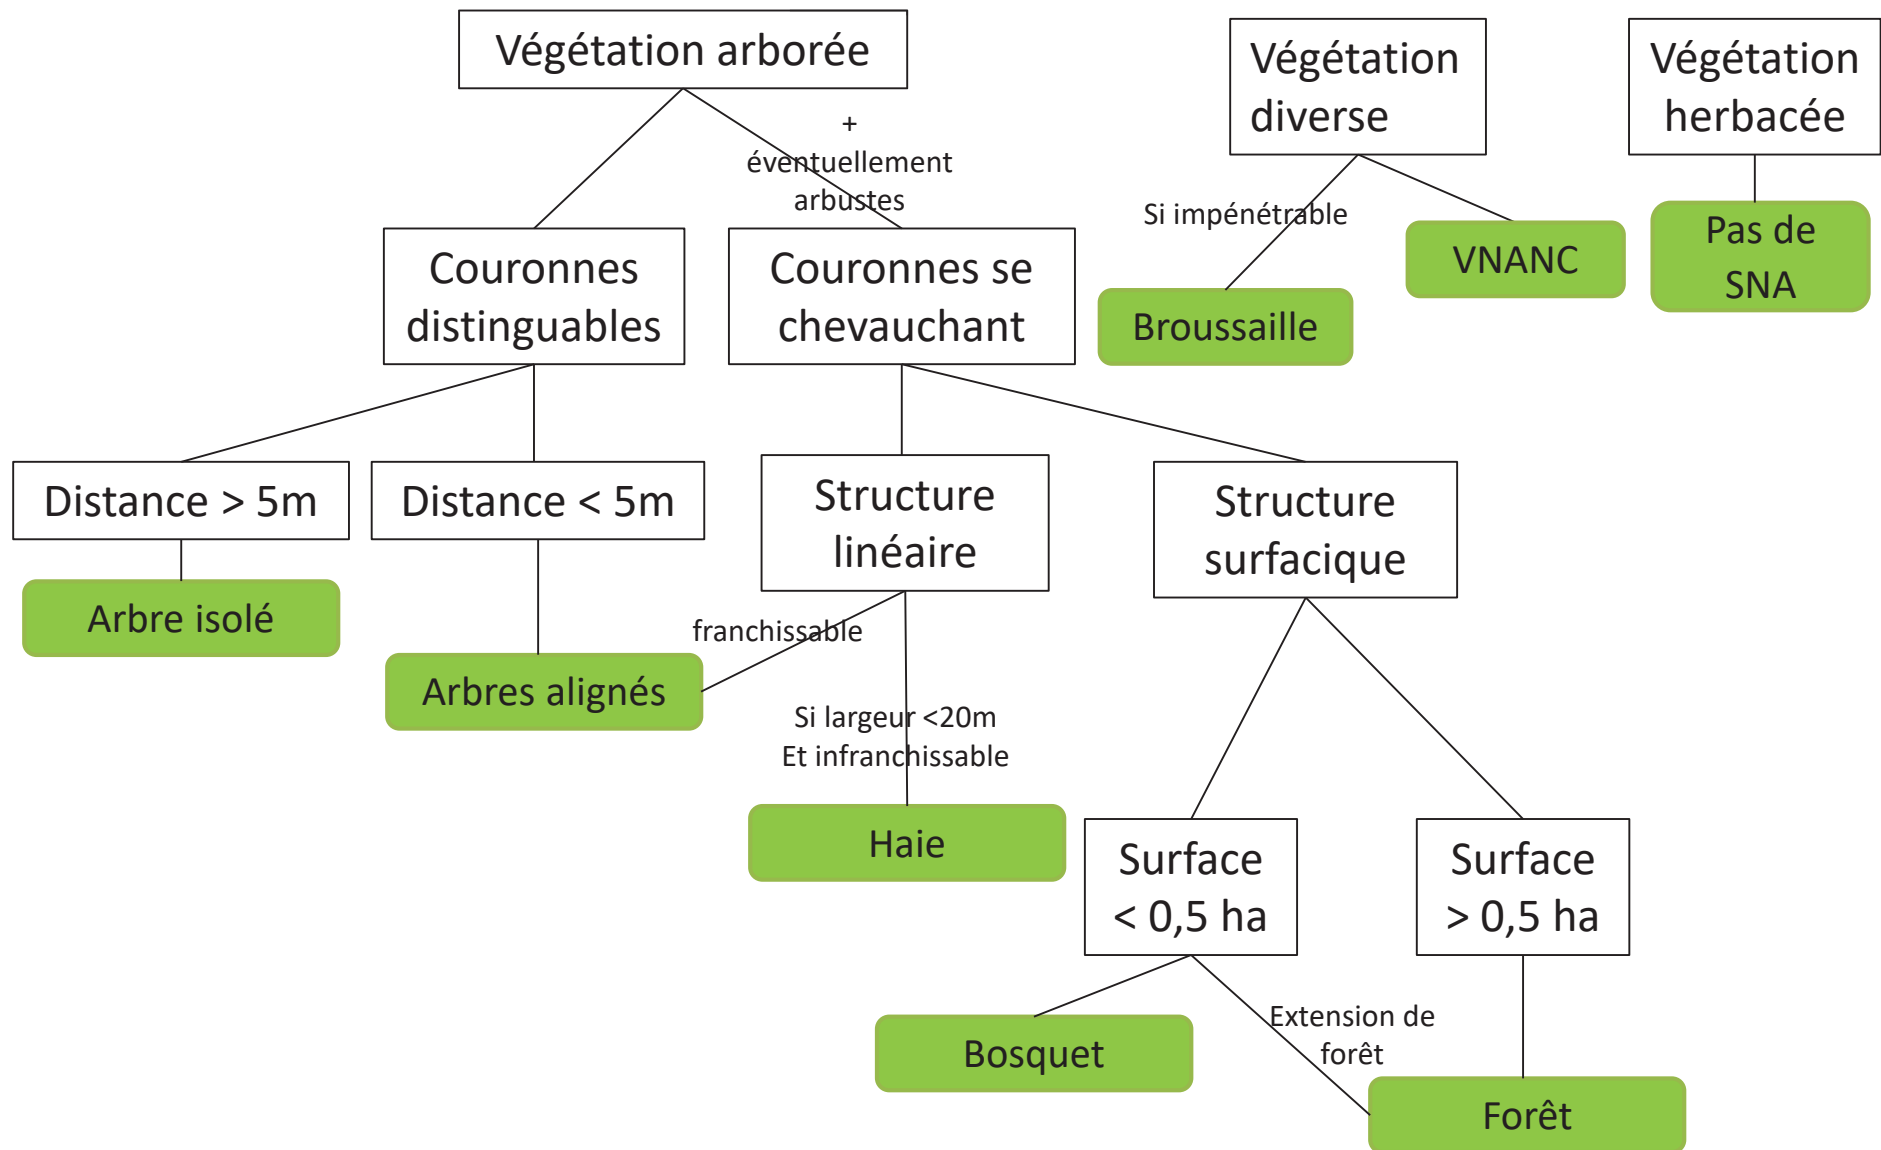 Végétation arborée
Végétation
diverse
Végétation
herbacée
+
éventuellement
arbustes
Si impénétrable
Broussaille
VNANC
Pas de
SNA
Couronnes
distinguables
Couronnes se
chevauchant
Distance > 5m
Distance < 5m
Structure
linéaire
Structure
surfacique
Arbre isolé
Arbres alignés
franchissable
Si largeur <20m
Et infranchissable
Haie
Surface
< 0,5 ha
Surface
> 0,5 ha
Bosquet
Extension de
forêt
Forêt